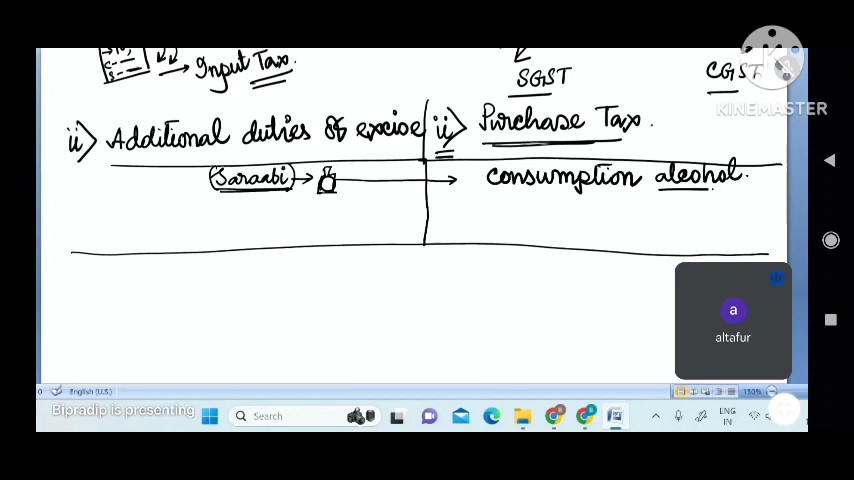 Input Tax.
SGST
CGST
KINEMASTER
ii> Additional duties of excise
ii> Purchase Tax.
Saraabi
consumption alcohol.
a
altafur
English (U.S.)
130%
Bipradip is presenting
Search
ENG
IN